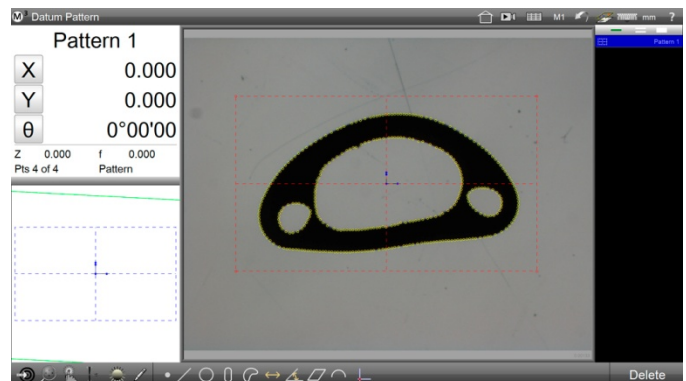 M³ Datum Pattern
M1 mm ?
Pattern 1
X 0.000
Y 0.000
θ 0°00'00
Z 0.000 f 0.000
Pts 4 of 4 Pattern
Pattern 1
Delete